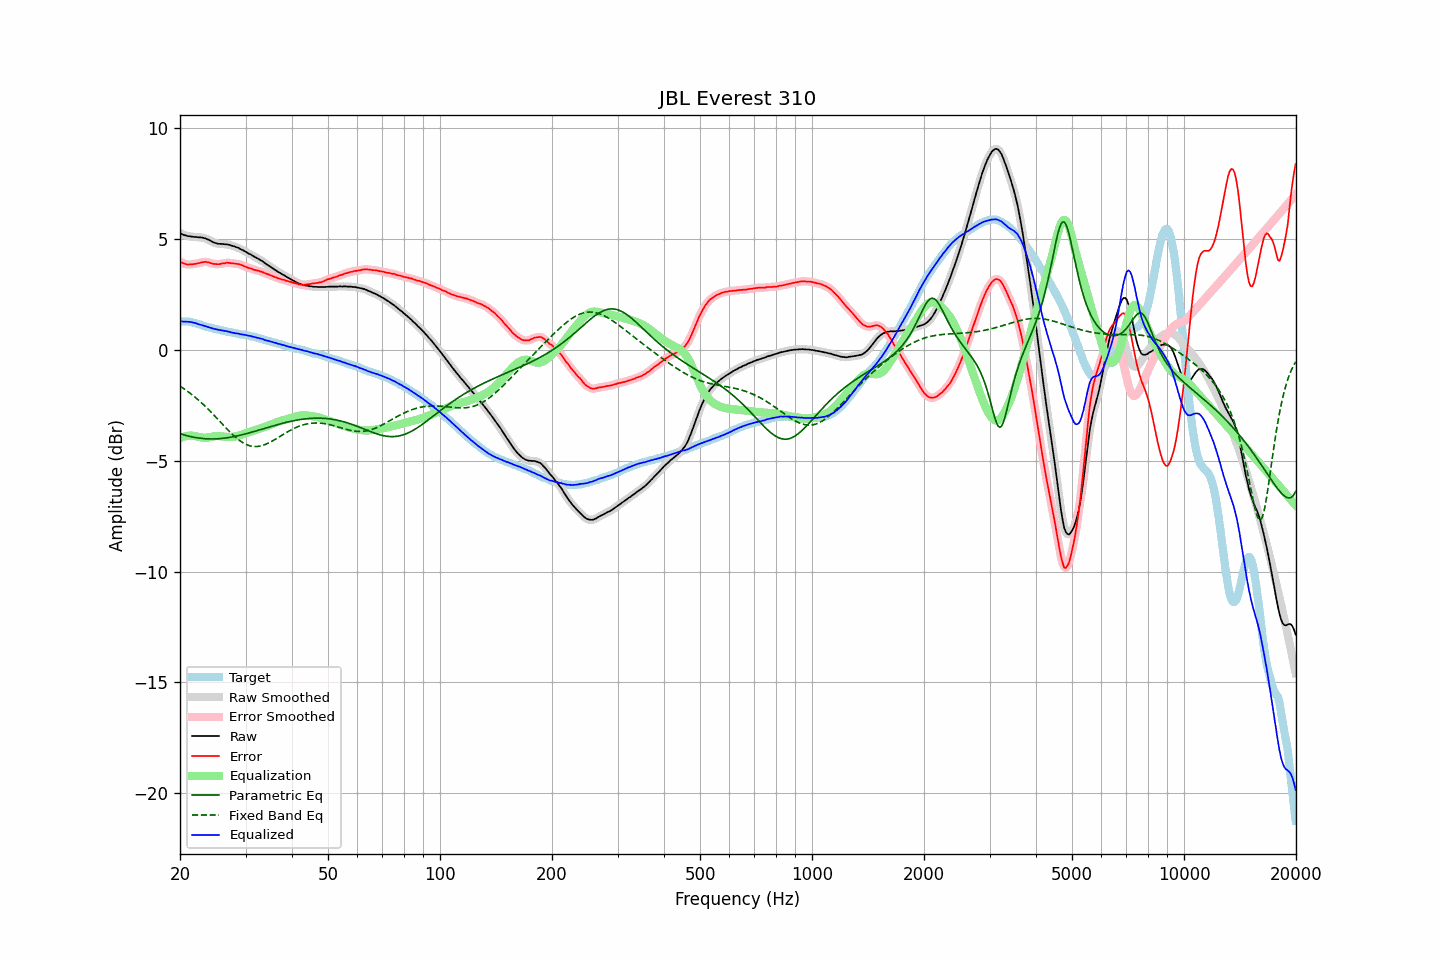 JBL Everest 310
Amplitude (dBr)
10
5
0
−5
−10
−15
−20
Target
Raw Smoothed
Error Smoothed
Raw
Error
Equalization
Parametric Eq
Fixed Band Eq
Equalized
20 50 100 200 500 1000 2000 5000 10000 20000
Frequency (Hz)